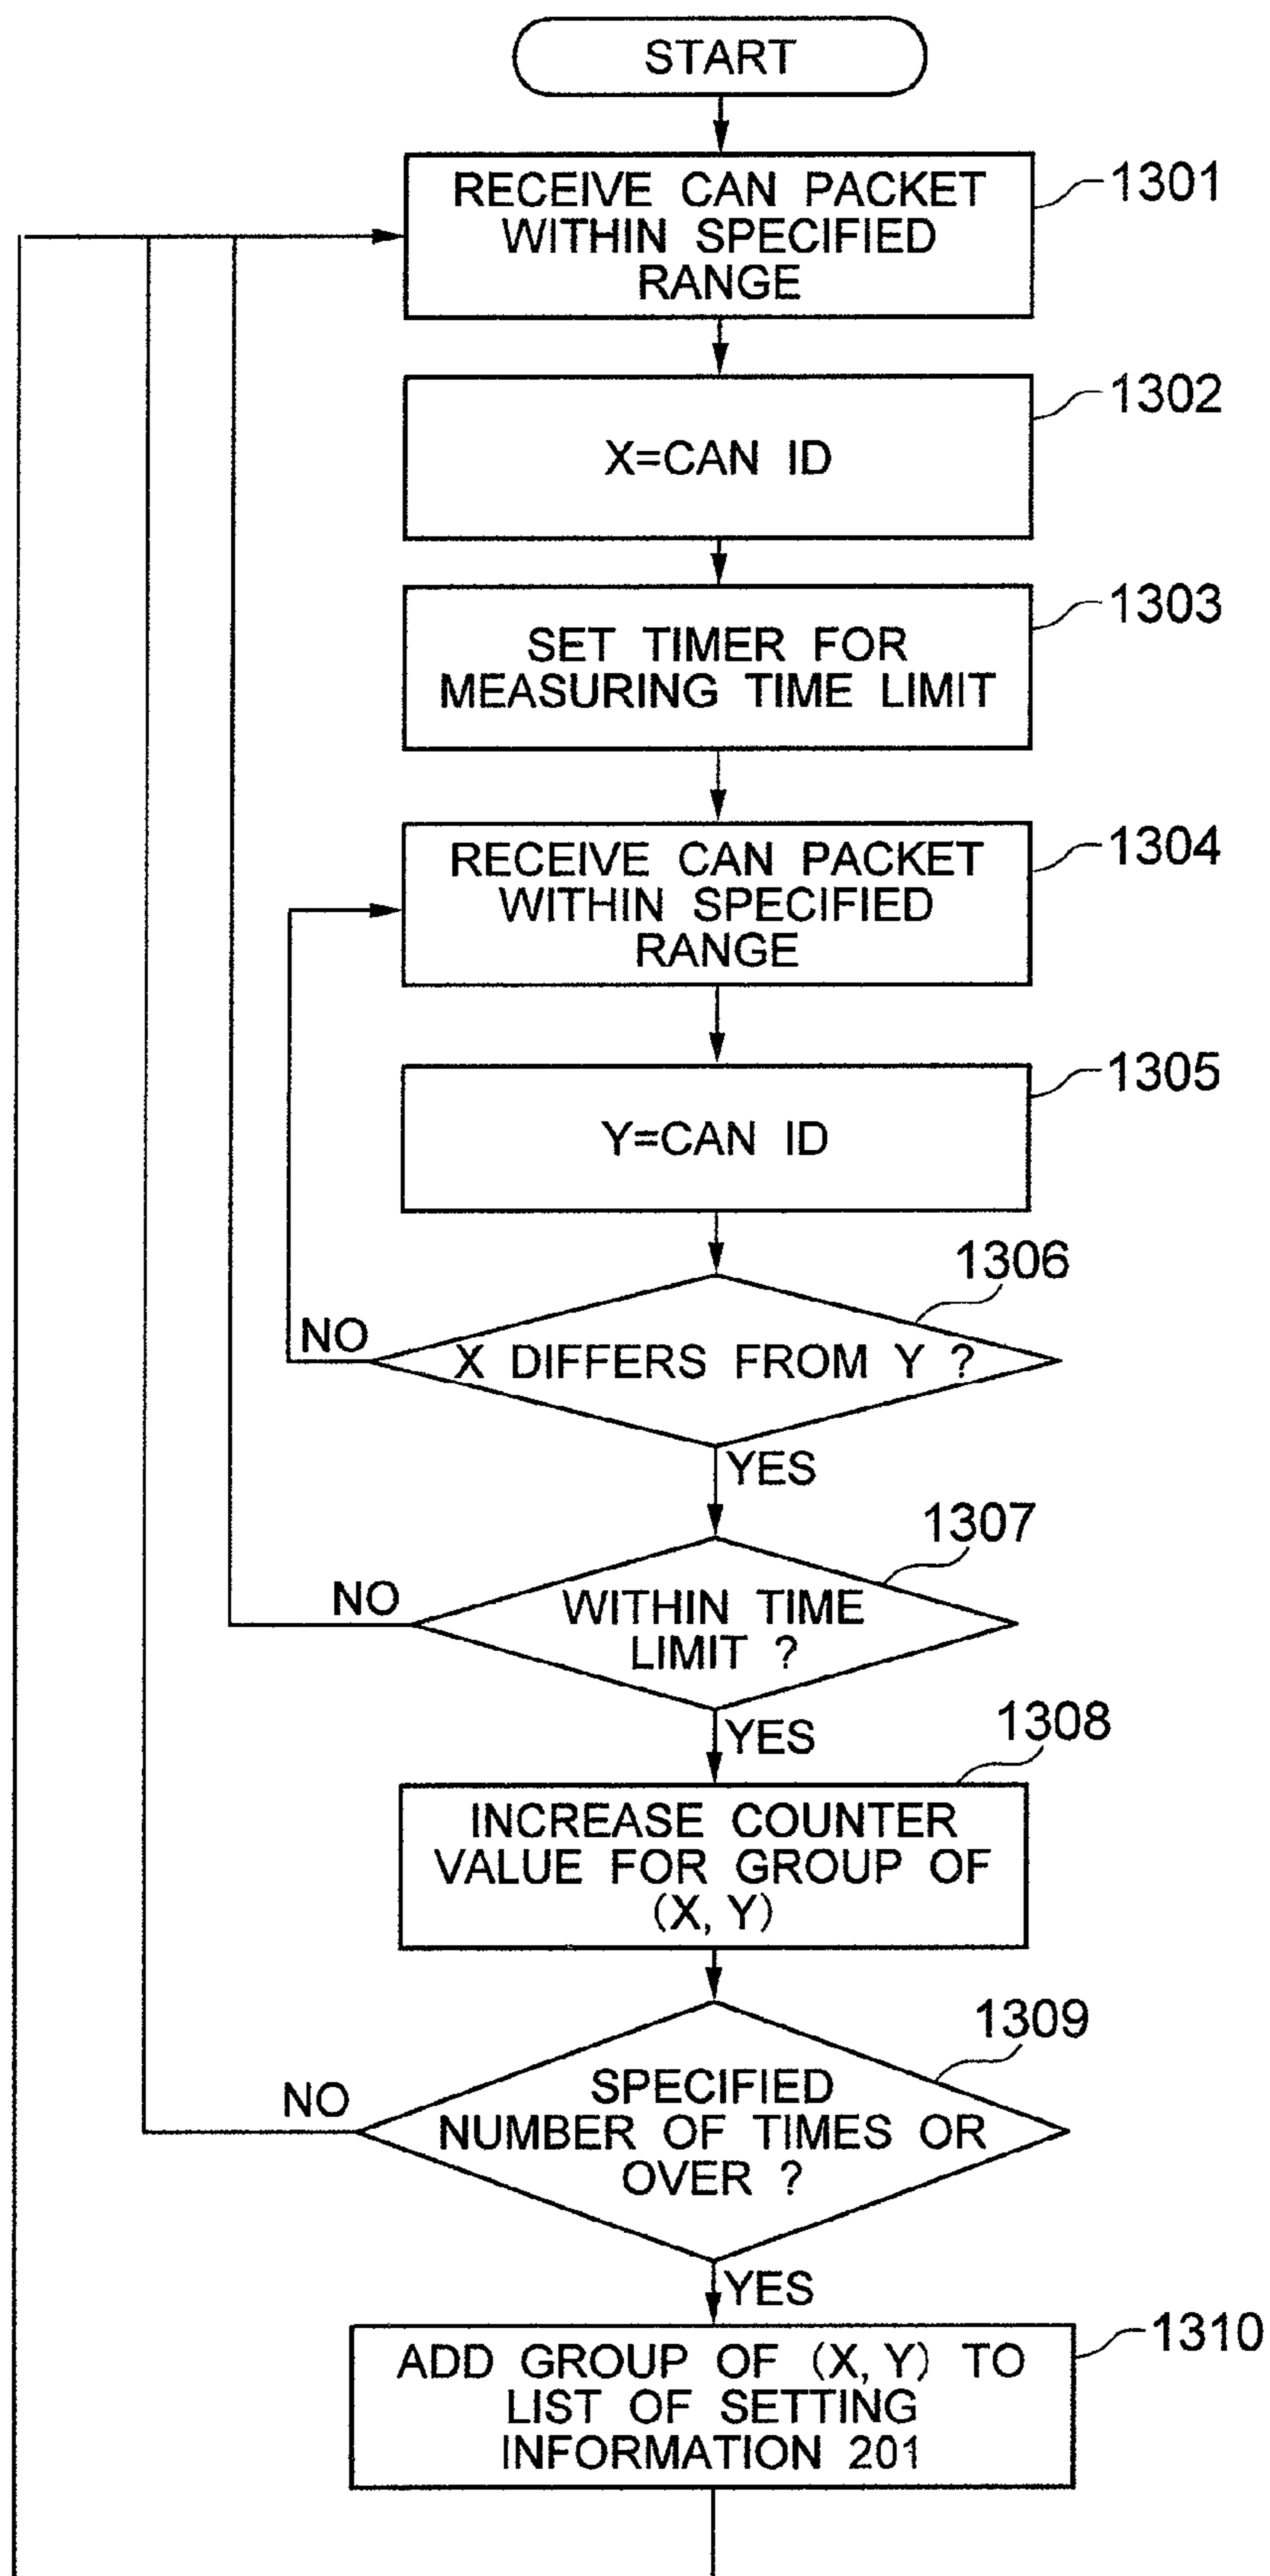 START
RECEIVE CAN PACKET
WITHIN SPECIFIED
RANGE
1301
X=CAN ID
1302
SET TIMER FOR
MEASURING TIME LIMIT
1303
RECEIVE CAN PACKET
WITHIN SPECIFIED
RANGE
1304
Y=CAN ID
1305
1306
NO
X DIFFERS FROM Y ?
YES
1307
NO
WITHIN TIME
LIMIT ?
YES
1308
INCREASE COUNTER
VALUE FOR GROUP OF
(X, Y)
1309
NO
SPECIFIED
NUMBER OF TIMES OR
OVER ?
YES
1310
ADD GROUP OF (X, Y) TO
LIST OF SETTING
INFORMATION 201